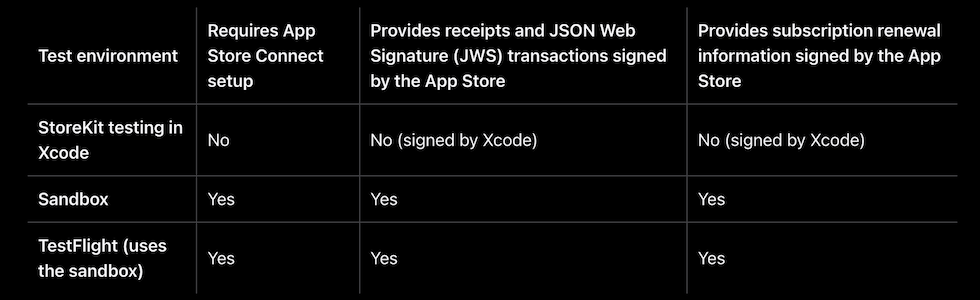 Test environment
Requires App
Store Connect
setup
Provides receipts and JSON Web
Signature (JWS) transactions signed
by the App Store
Provides subscription renewal
information signed by the App
Store
StoreKit testing in
Xcode
No
No (signed by Xcode)
No (signed by Xcode)
Sandbox
Yes
Yes
Yes
TestFlight (uses
the sandbox)
Yes
Yes
Yes